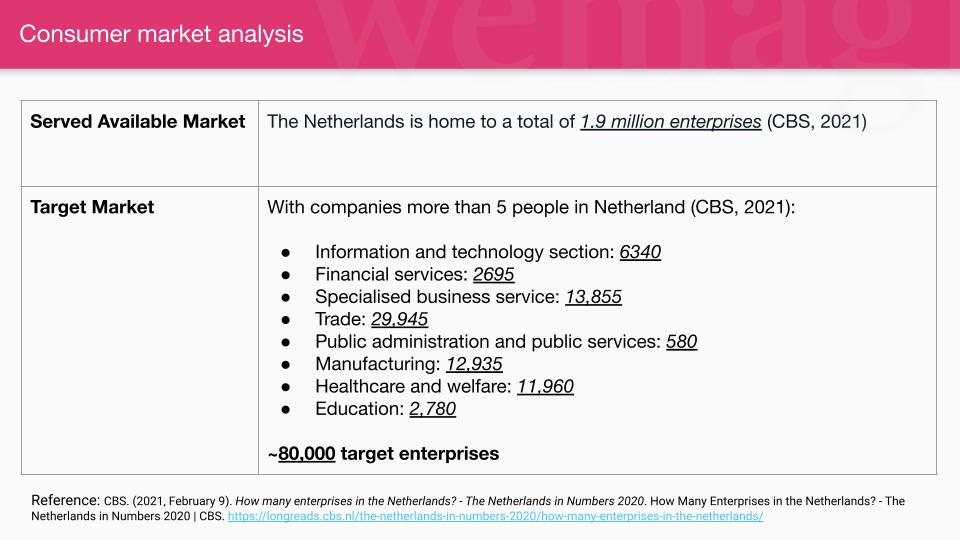 Consumer market analysis
wemag
Served Available Market
The Netherlands is home to a total of 1.9 million enterprises (CBS, 2021)
Target Market
With companies more than 5 people in Netherland (CBS, 2021):
● Information and technology section: 6340
● Financial services: 2695
● Specialised business service: 13,855
● Trade: 29,945
● Public administration and public services: 580
● Manufacturing: 12,935
● Healthcare and welfare: 11,960
● Education: 2,780
~80,000 target enterprises
Reference: CBS. (2021, February 9). How many enterprises in the Netherlands? - The Netherlands in Numbers 2020. How Many Enterprises in the Netherlands? - The
Netherlands in Numbers 2020 | CBS. https://longreads.cbs.nl/the-netherlands-in-numbers-2020/how-many-enterprises-in-the-netherlands/